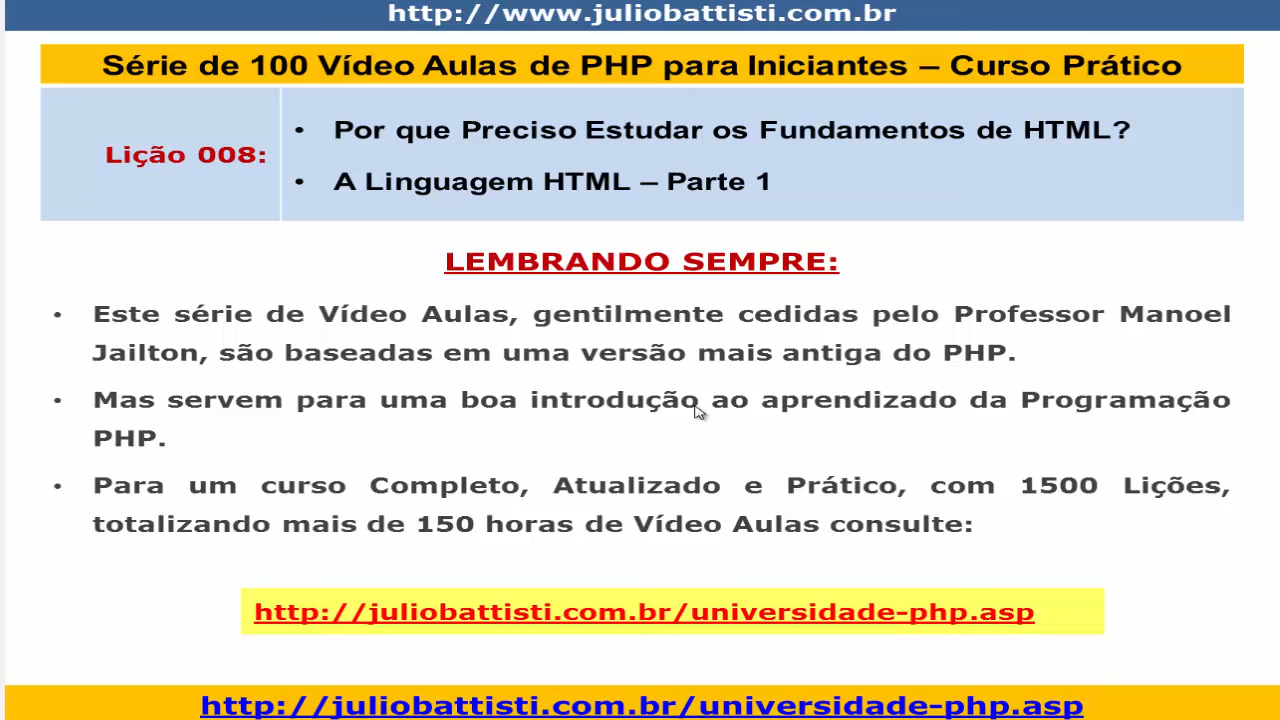 http://www.juliobattisti.com.br
Série de 100 Vídeo Aulas de PHP para Iniciantes – Curso Prático
Lição 008:
• Por que Preciso Estudar os Fundamentos de HTML?
• A Linguagem HTML – Parte 1
LEMBRANDO SEMPRE:
• Este série de Vídeo Aulas, gentilmente cedidas pelo Professor Manoel
Jailton, são baseadas em uma versão mais antiga do PHP.
• Mas servem para uma boa introdução ao aprendizado da Programação
PHP.
• Para um curso Completo, Atualizado e Prático, com 1500 Lições,
totalizando mais de 150 horas de Vídeo Aulas consulte:
http://juliobattisti.com.br/universidade-php.asp
http://juliobattisti.com.br/universidade-php.asp